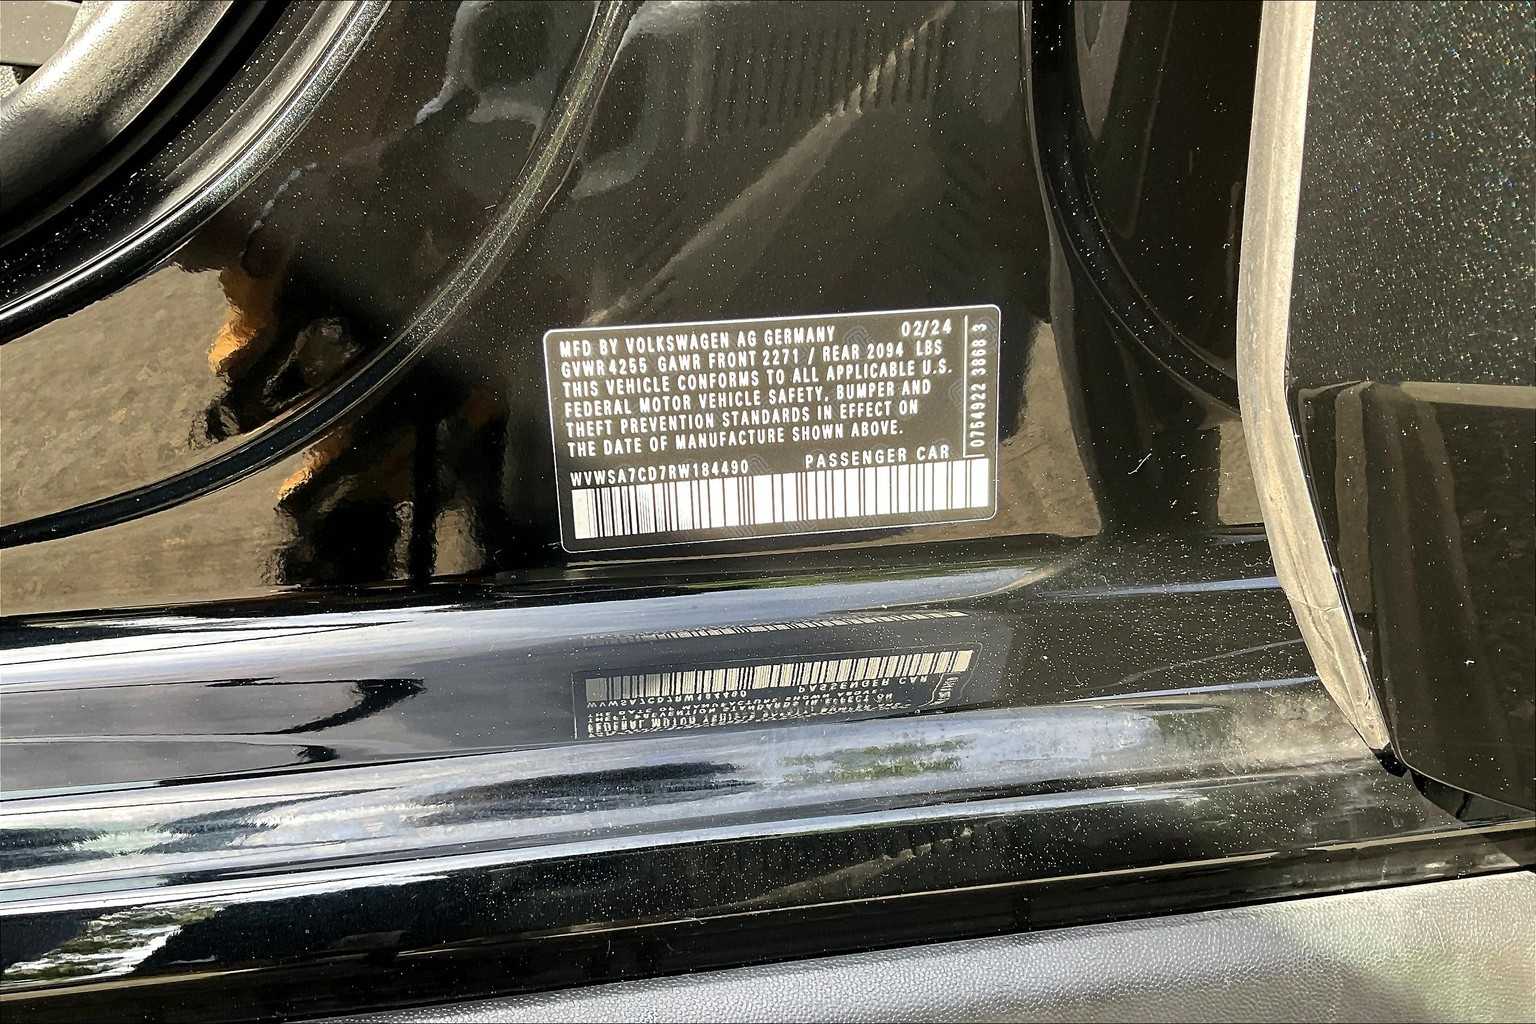 MFD BY VOLKSWAGEN AG GERMANY 02/24
GVWR 4255 GAWR FRONT 2271 / REAR 2094 LBS
THIS VEHICLE CONFORMS TO ALL APPLICABLE U.S.
FEDERAL MOTOR VEHICLE SAFETY, BUMPER AND
THEFT PREVENTION STANDARDS IN EFFECT ON
THE DATE OF MANUFACTURE SHOWN ABOVE.
WVWSA7CD7RW184490 PASSENGER CAR
0764922 3868 3